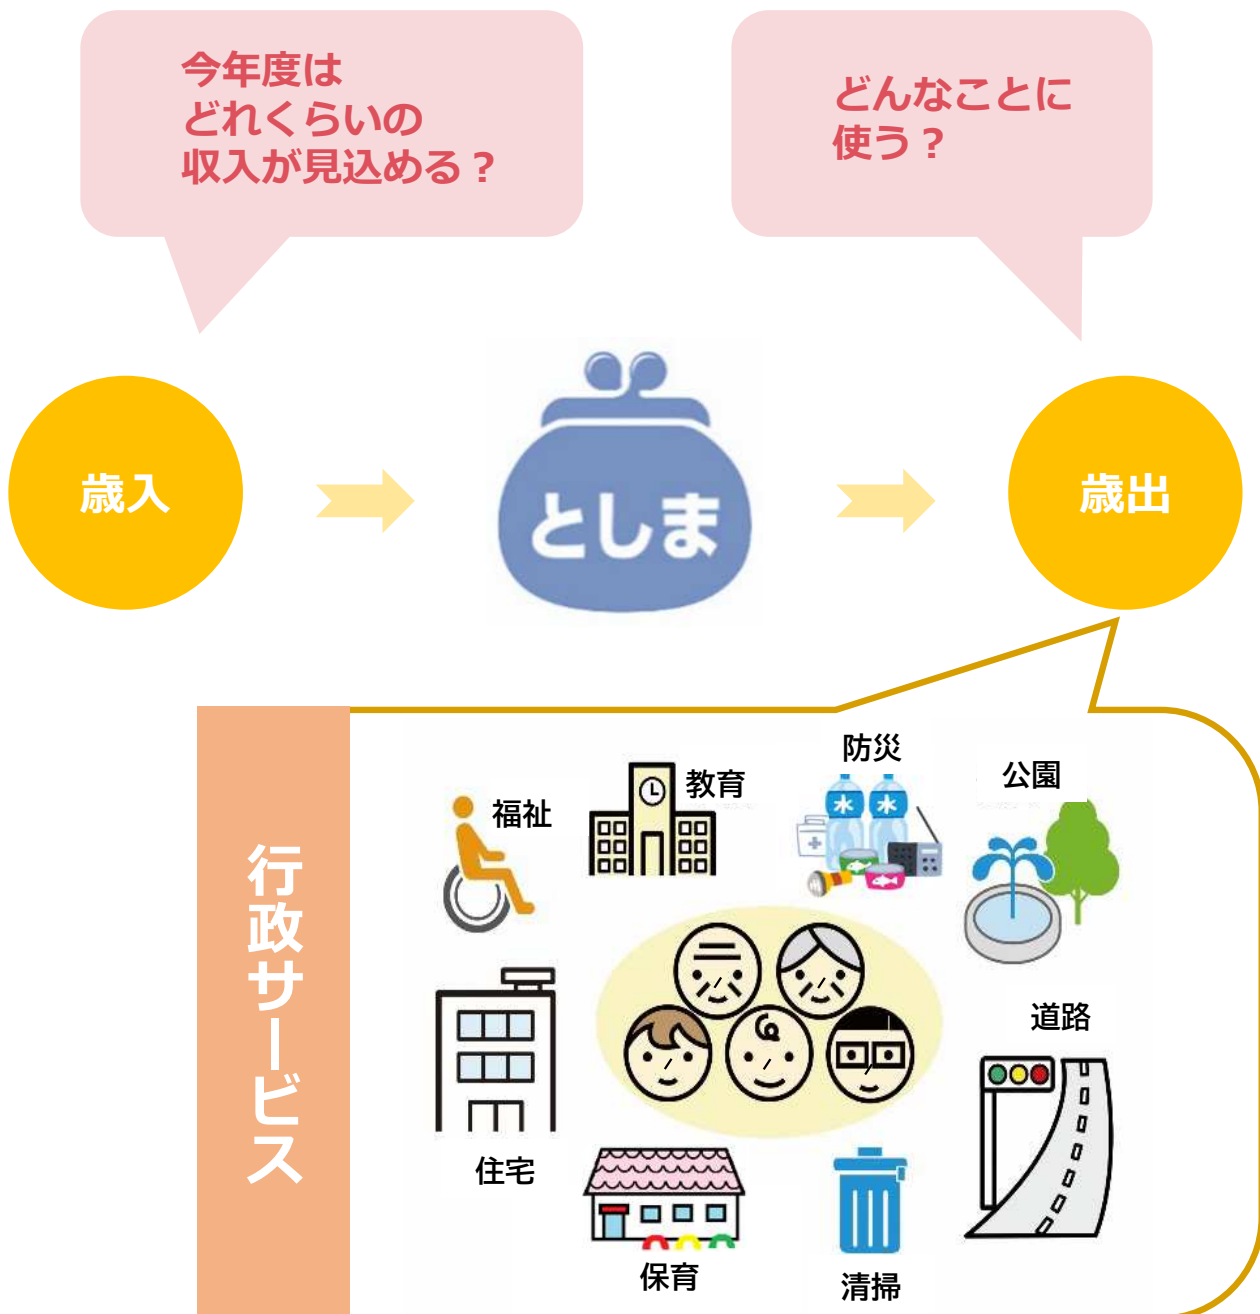 今年度は
どれくらいの
収入が見込める？
どんなことに
使う？
歳入
としま
歳出
行政サービス
防災
教育
公園
福祉
水 水
道路
住宅
保育
清掃